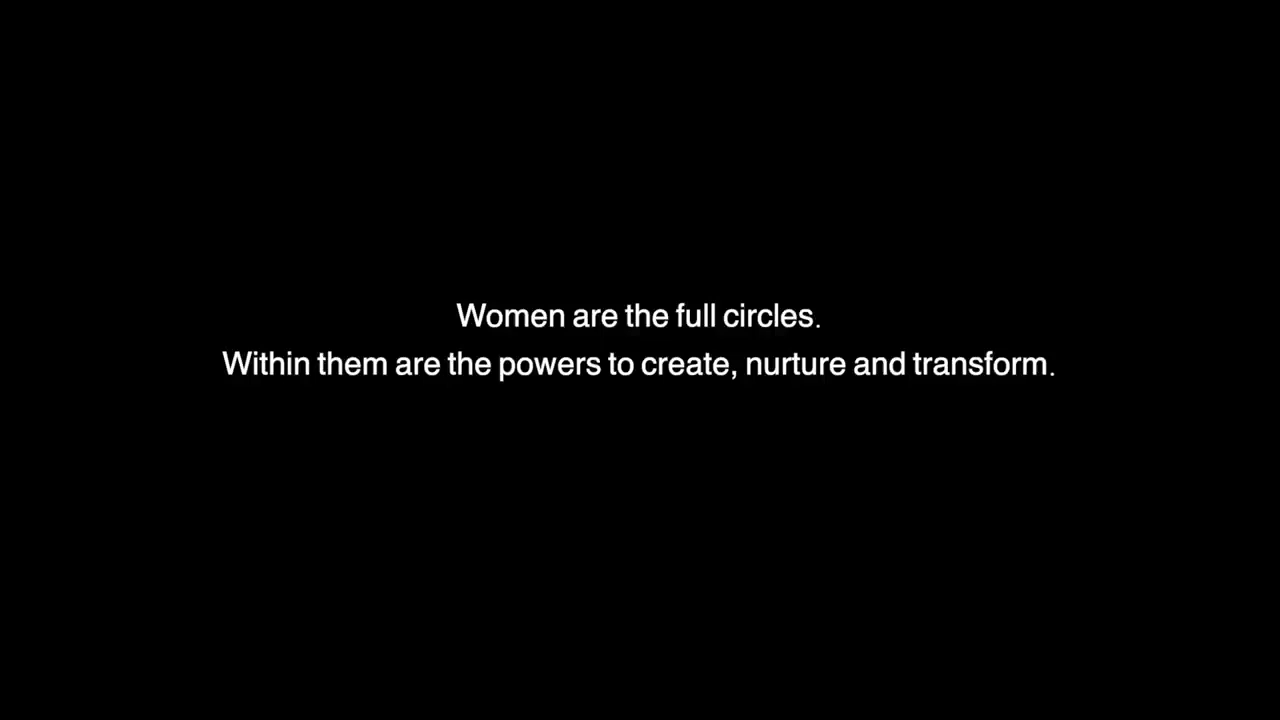 Women are the full circles.
Within them are the powers to create, nurture and transform.